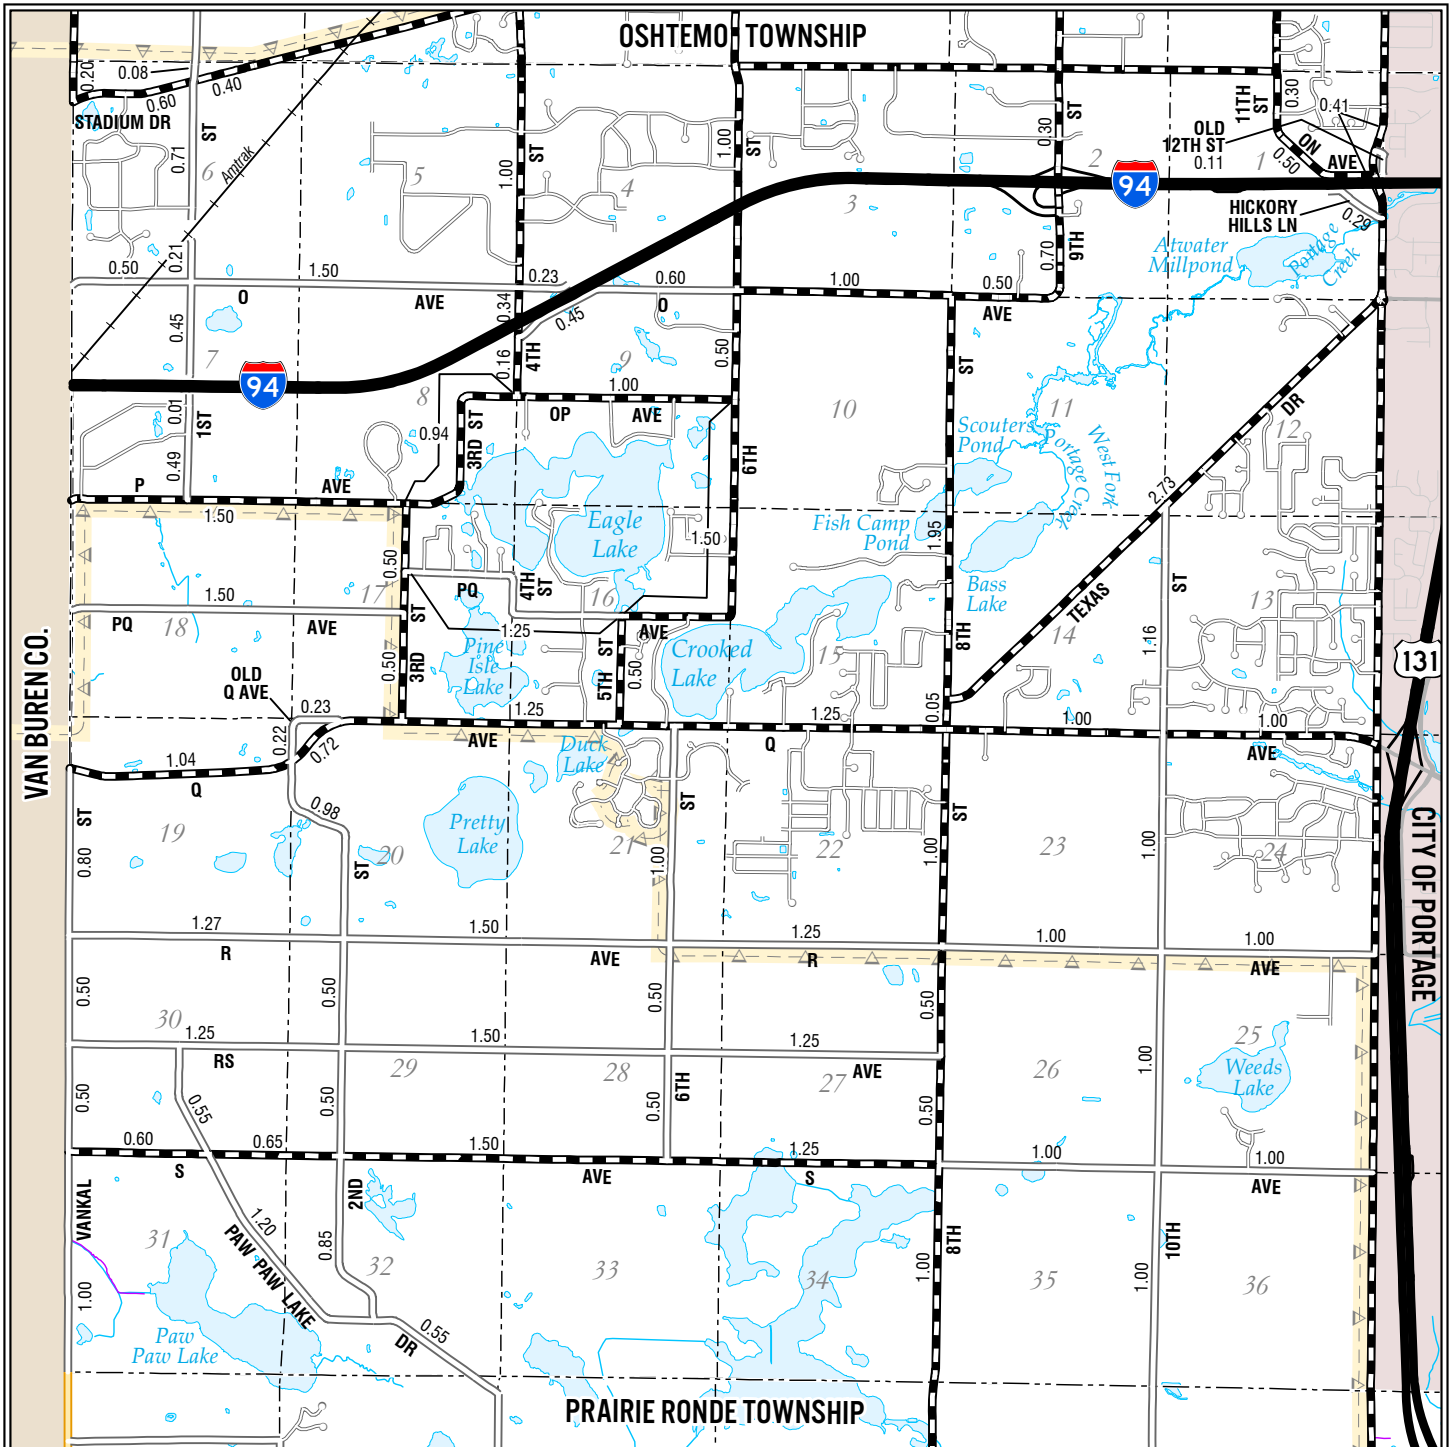 OSHTEMO TOWNSHIP
0.20
0.08
0.60
0.40
STADIUM DR
ST
0.71
6
Amtrak
5
1.00
ST
4
1.00
ST
3
0.30
ST
2
94
11TH
ST
0.30
0.41
OLD
12TH ST
0.11
ON
AVE
0.50
1
HICKORY
HILLS LN
0.29
Atwater
Millpond
Portage
Creek
0.50
0.21
1.50
O
AVE
0.23
0.34
0.45
0.60
O
1.00
0.50
AVE
0.70
9TH
0.45
7
94
0.16
4TH
9
0.50
ST
8
1.00
OP
AVE
0.01
1ST
0.49
0.94
3RD
ST
6TH
10
11
Scouters
Pond
Portage Creek
West Fork
DR
12
2.73
P
AVE
1.50
Eagle
Lake
1.50
Fish Camp
Pond
1.95
0.50
17
PQ
4TH
ST
16
Bass
Lake
TEXAS
ST
13
1.50
PQ
18
AVE
ST
1.25
AVE
ST
8TH
14
1.16
Pine
Isle
Lake
Crooked
Lake
15
VAN BUREN CO.
OLD
Q AVE
0.50
3RD
5TH
0.50
131
0.23
0.22
0.72
1.25
AVE
1.25
Q
0.05
1.00
1.00
AVE
1.04
Q
Duck
Lake
ST
0.80
19
0.98
ST
20
Pretty
Lake
21
1.00
ST
22
1.00
ST
23
1.00
24
CITY OF PORTAGE
1.27
R
1.50
AVE
1.25
R
1.00
1.00
AVE
0.50
0.50
0.50
0.50
30
1.25
RS
1.50
29
28
1.25
27
AVE
26
1.00
25
Weeds
Lake
0.50
0.55
0.50
0.50
6TH
0.50
0.60
S
0.65
1.50
AVE
1.25
S
1.00
1.00
AVE
VANKAL
2ND
31
1.20
PAW PAW LAKE
0.85
32
33
34
1.00
8TH
35
1.00
10TH
36
1.00
Paw
Paw Lake
DR
0.55
PRAIRIE RONDE TOWNSHIP